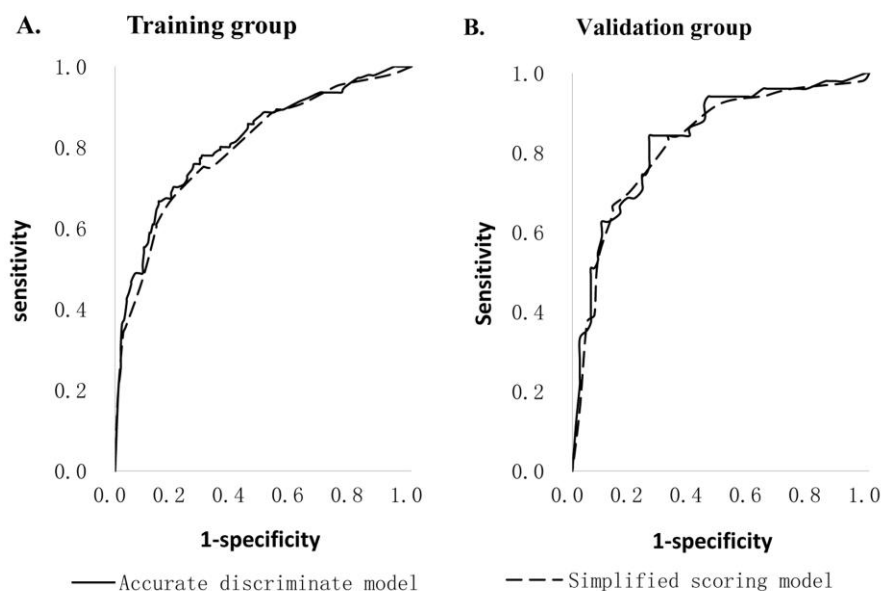 A. Training group
B. Validation group
1.0
0.8
0.6
0.4
0.2
0.0
sensitivity
0.0 0.2 0.4 0.6 0.8 1.0
1-specificity
1.0
0.8
0.6
0.4
0.2
0.0
Sensitivity
0.0 0.2 0.4 0.6 0.8 1.0
1-specificity
Accurate discriminate model
Simplified scoring model